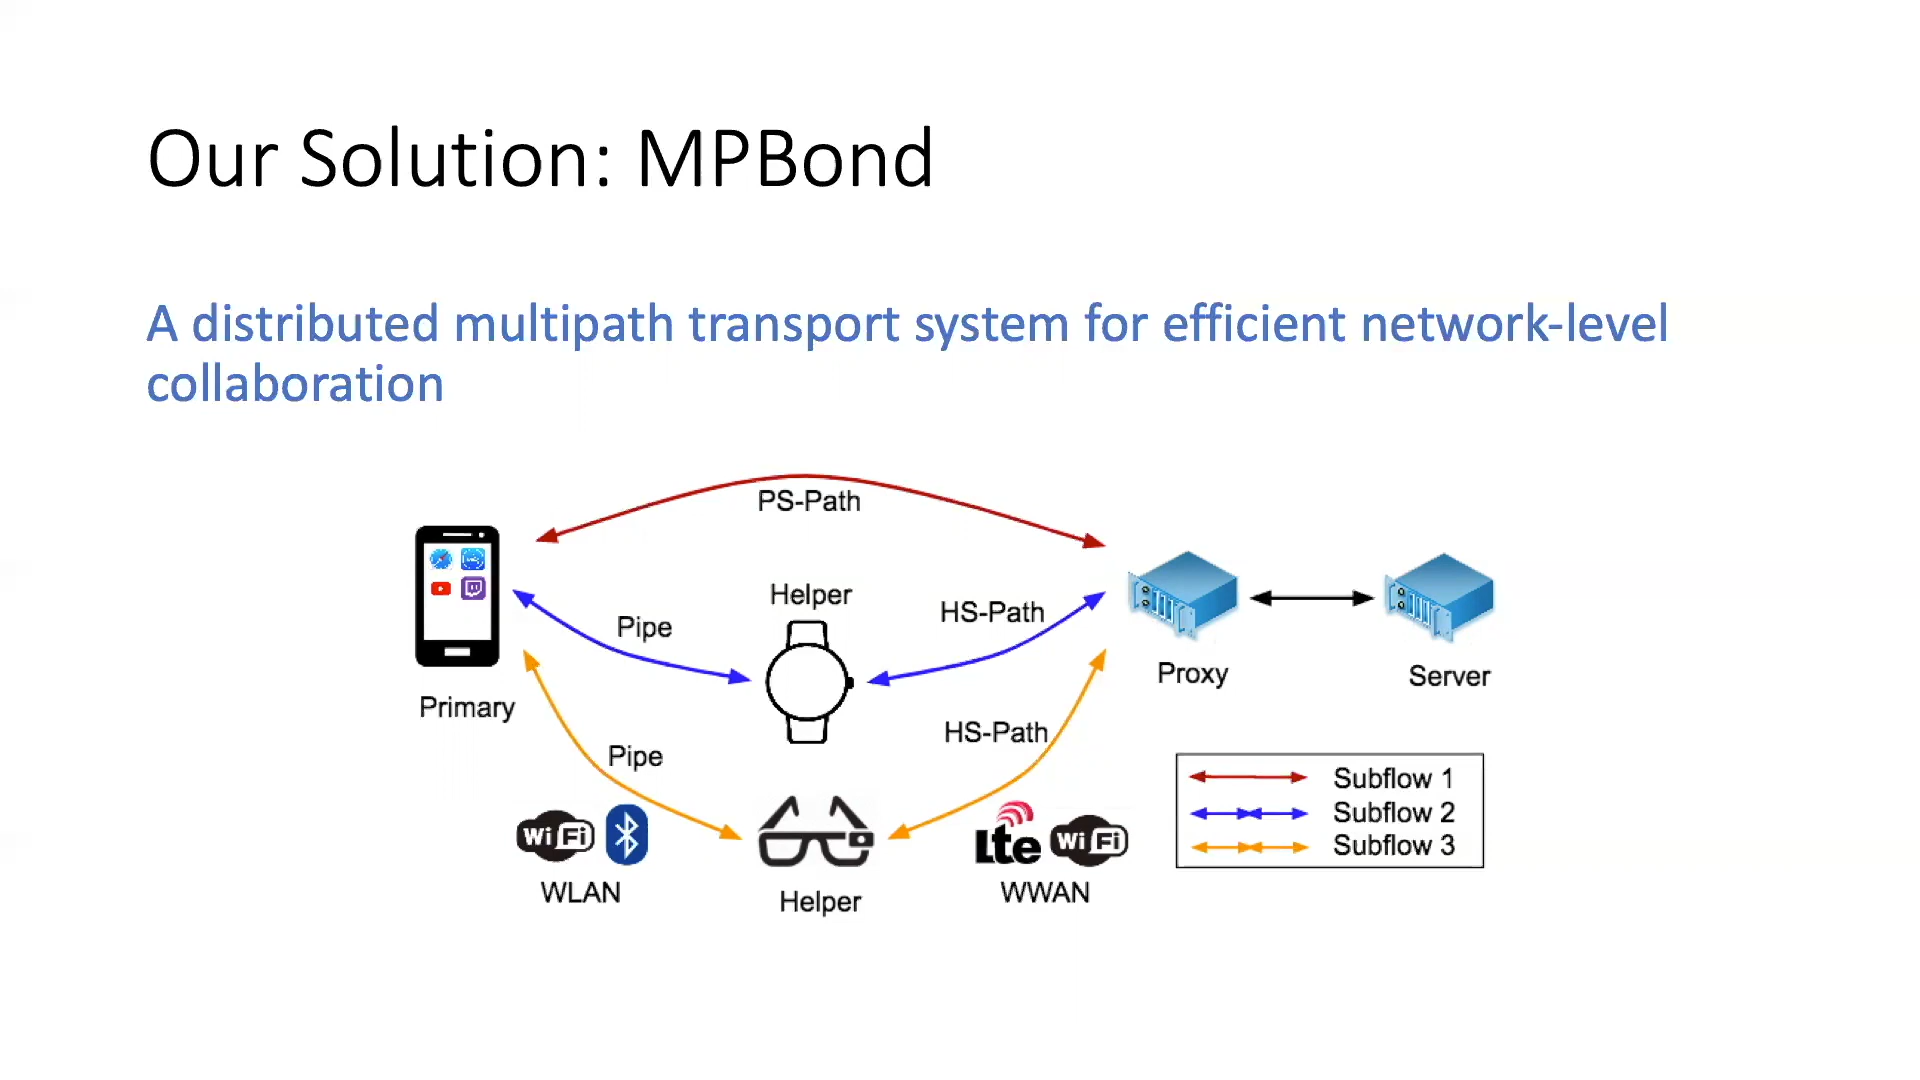 Our Solution: MPBond
A distributed multipath transport system for efficient network-level
collaboration
PS-Path
Helper
HS-Path
Pipe
Proxy
Server
Primary
HS-Path
Pipe
Subflow 1
Subflow 2
Subflow 3
WiFi
Lte WiFi
WLAN
Helper
WWAN